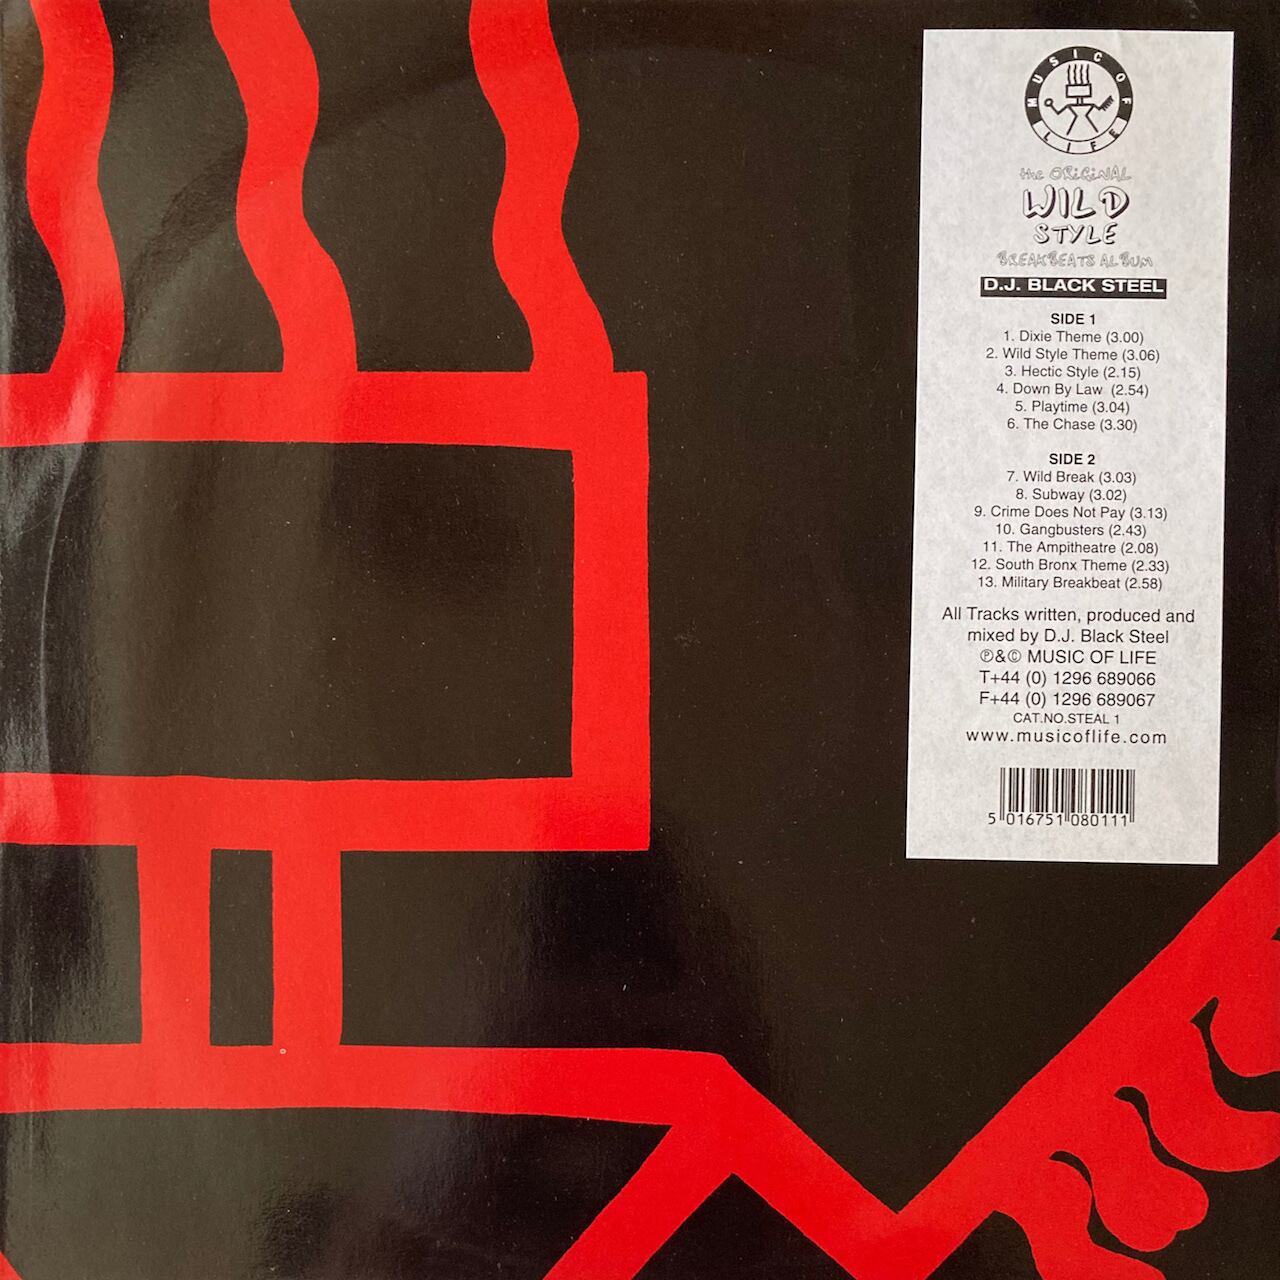 MUSIC OF LIFE
the ORiGiNAL
WILD
STYLE
BREAKBEATS ALBUM
D.J. BLACK STEEL
SIDE 1
1. Dixie Theme (3.00)
2. Wild Style Theme (3.06)
3. Hectic Style (2.15)
4. Down By Law (2.54)
5. Playtime (3.04)
6. The Chase (3.30)
SIDE 2
7. Wild Break (3.03)
8. Subway (3.02)
9. Crime Does Not Pay (3.13)
10. Gangbusters (2.43)
11. The Ampitheatre (2.08)
12. South Bronx Theme (2.33)
13. Military Breakbeat (2.58)
All Tracks written, produced and
mixed by D.J. Black Steel
℗&© MUSIC OF LIFE
T+44 (0) 1296 689066
F+44 (0) 1296 689067
CAT.NO.STEAL 1
www.musicoflife.com
5 016751 080111